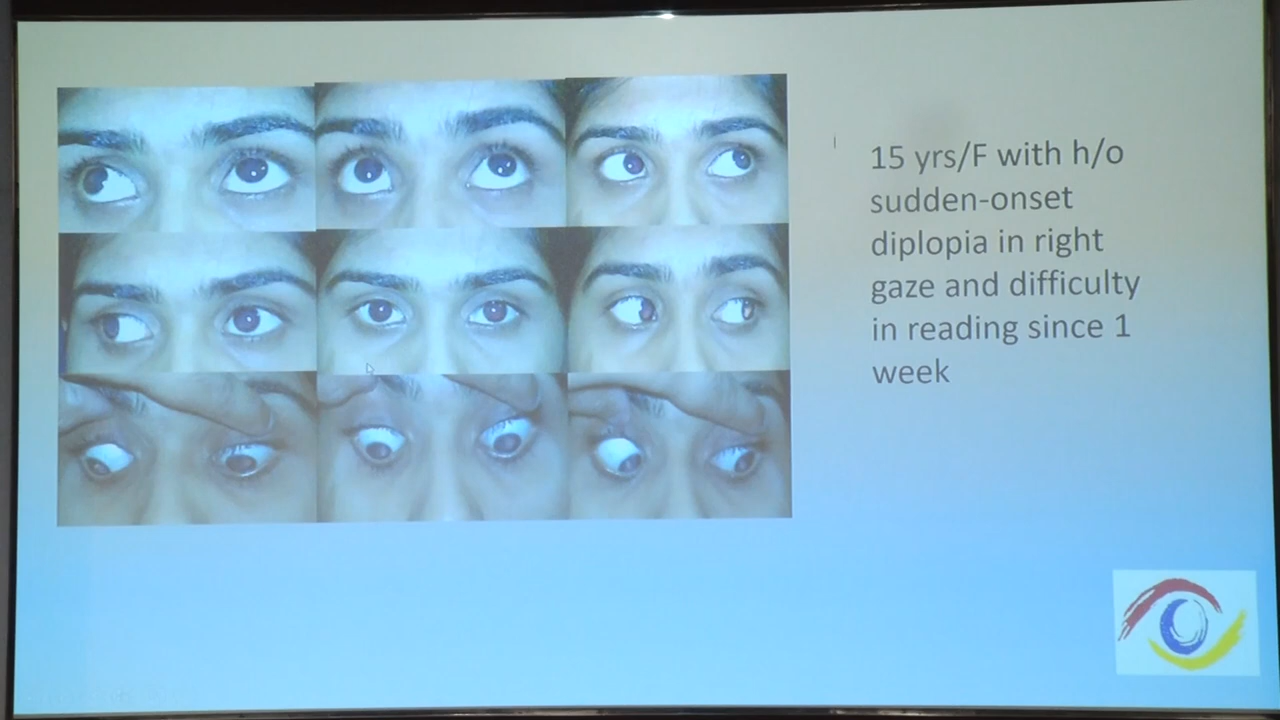 15 yrs/F with h/o
sudden-onset
diplopia in right
gaze and difficulty
in reading since 1
week